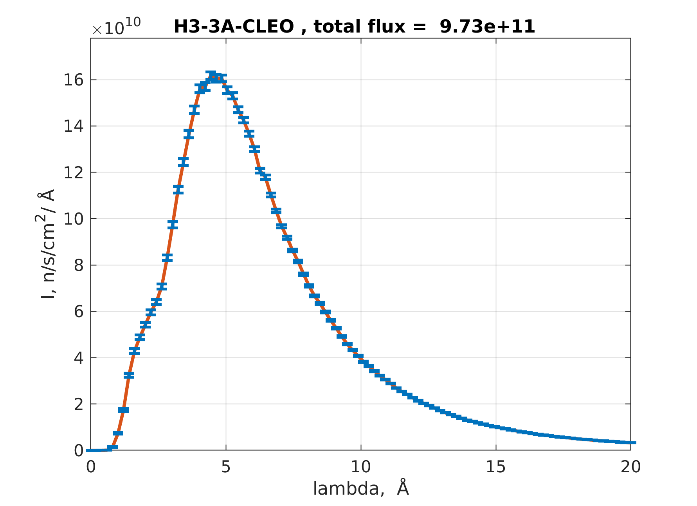 ×10^10
H3-3A-CLEO , total flux =  9.73e+11
16
14
12
10
8
6
4
2
0
I, n/s/cm^2/ Å
0 5 10 15 20
lambda,  Å